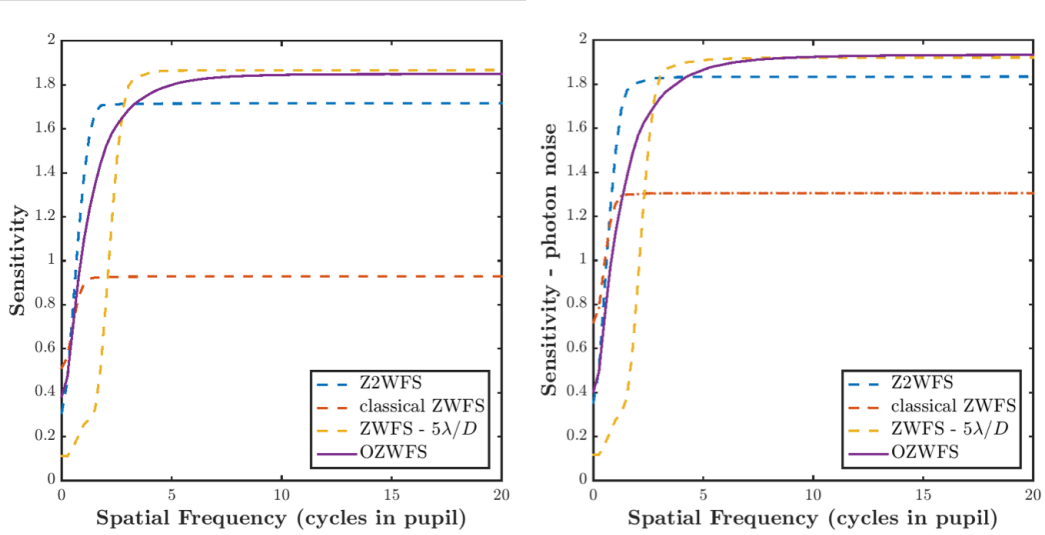 2
1.8
1.6
1.4
1.2
1
0.8
0.6
0.4
0.2
0
Sensitivity
Z2WFS
classical ZWFS
ZWFS - 5λ/D
OZWFS
0 5 10 15 20
Spatial Frequency (cycles in pupil)
2
1.8
1.6
1.4
1.2
1
0.8
0.6
0.4
0.2
0
Sensitivity - photon noise
Z2WFS
classical ZWFS
ZWFS - 5λ/D
OZWFS
0 5 10 15 20
Spatial Frequency (cycles in pupil)